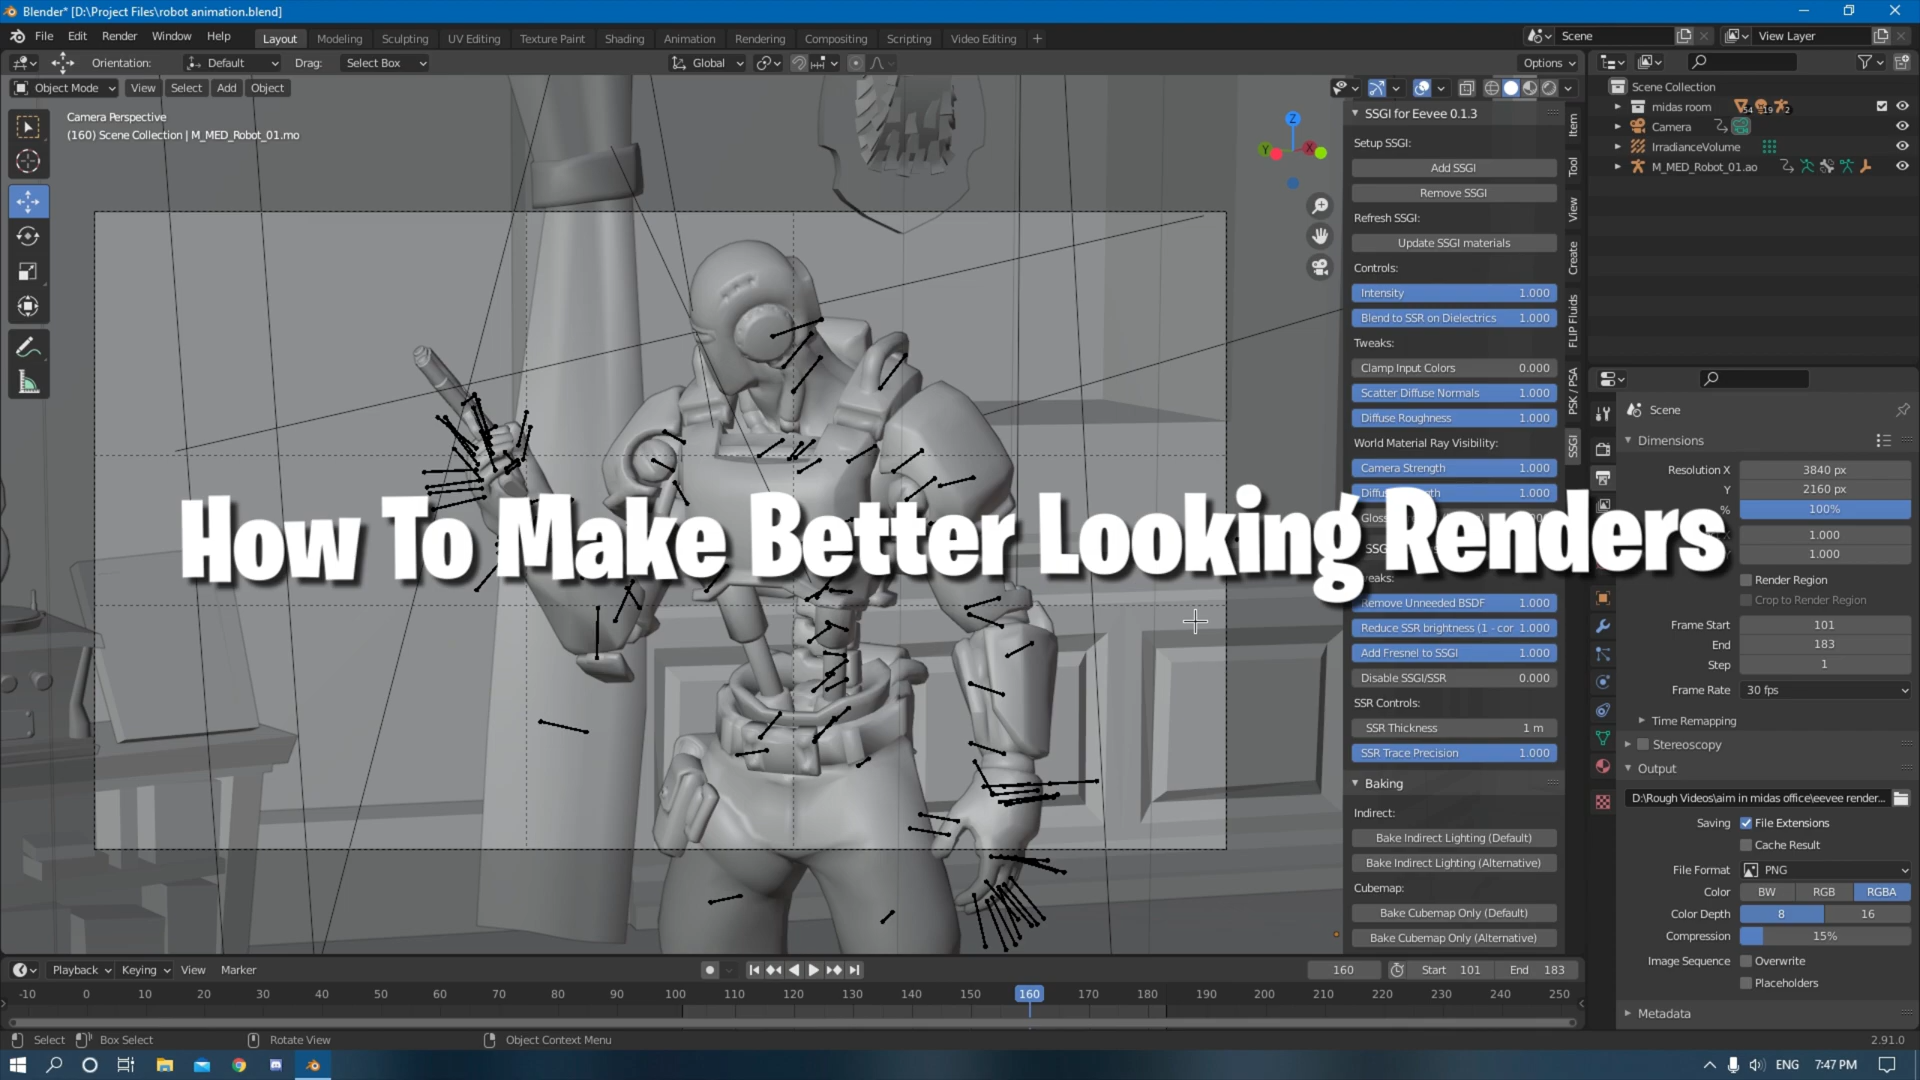 Blender* [D:\Project Files\robot animation.blend]
File Edit Render Window Help Layout Modeling Sculpting UV Editing Texture Paint Shading Animation Rendering Compositing Scripting Video Editing + Scene View Layer
Orientation: Default Drag: Select Box Global Options
Object Mode View Select Add Object
Camera Perspective
(160) Scene Collection | M_MED_Robot_01.mo
Z
Y
X
SSGI for Eevee 0.1.3
Setup SSGI:
Add SSGI
Remove SSGI
Refresh SSGI:
Update SSGI materials
Controls:
Intensity 1.000
Blend to SSR on Dielectrics 1.000
Tweaks:
Clamp Input Colors 0.000
Scatter Diffuse Normals 1.000
Diffuse Roughness 1.000
World Material Ray Visibility:
Camera Strength 1.000
1.000
How To Make Better Looking Renders
Remove Unneeded BSDF 1.000
Reduce SSR brightness (1 - cor 1.000
Add Fresnel to SSGI 1.000
Disable SSGI/SSR 0.000
SSR Controls:
SSR Thickness 1 m
SSR Trace Precision 1.000
Baking
Indirect:
Bake Indirect Lighting (Default)
Bake Indirect Lighting (Alternative)
Cubemap:
Bake Cubemap Only (Default)
Bake Cubemap Only (Alternative)
Item
Tool
View
Create
FLIP Fluids
PSK / PSA
SSGI
Scene Collection
midas room 54 19 2
Camera
IrradianceVolume
M_MED_Robot_01.ao
Scene
Dimensions
Resolution X 3840 px
Y 2160 px
% 100%
1.000
1.000
Render Region
Crop to Render Region
Frame Start 101
End 183
Step 1
Frame Rate 30 fps
Time Remapping
Stereoscopy
Output
D:\Rough Videos\aim in midas office\eevee render...
Saving File Extensions
Cache Result
File Format PNG
Color BW RGB RGBA
Color Depth 8 16
Compression 15%
Image Sequence Overwrite
Placeholders
Metadata
Playback Keying View Marker 160 Start 101 End 183
-10 0 10 20 30 40 50 60 70 80 90 100 110 120 130 140 150 160 170 180 190 200 210 220 230 240 250
Select Box Select Rotate View Object Context Menu 2.91.0
ENG 7:47 PM